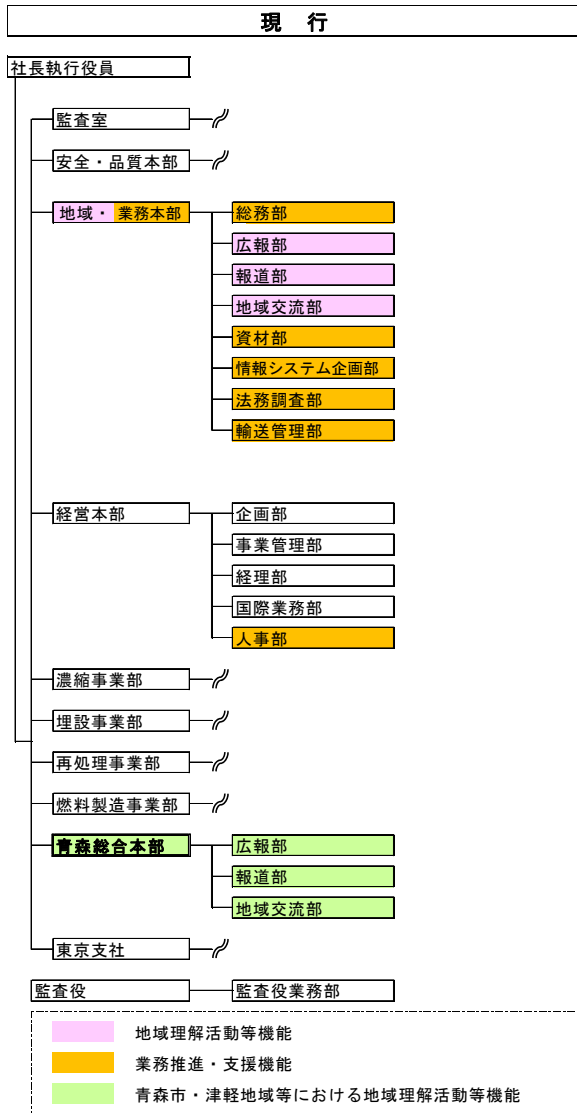 現 行
社長執行役員
監査室
安全・品質本部
地域・ 業務本部
総務部
広報部
報道部
地域交流部
資材部
情報システム企画部
法務調査部
輸送管理部
経営本部
企画部
事業管理部
経理部
国際業務部
人事部
濃縮事業部
埋設事業部
再処理事業部
燃料製造事業部
青森総合本部
広報部
報道部
地域交流部
東京支社
監査役
監査役業務部
地域理解活動等機能
業務推進・支援機能
青森市・津軽地域等における地域理解活動等機能